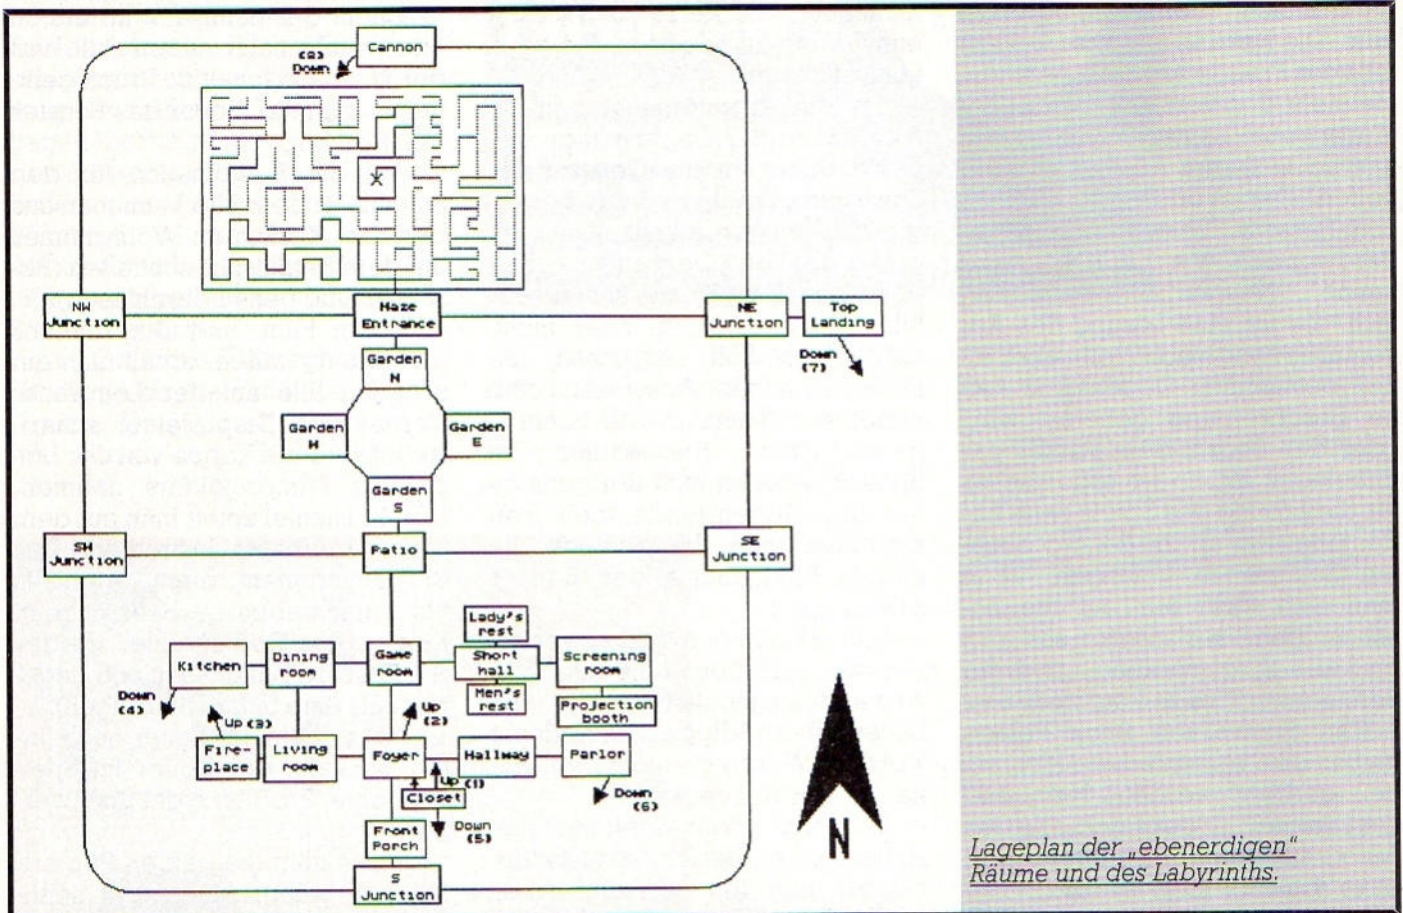 Cannon
(8)
Down
NW
Junction
Maze
Entrance
NE
Junction
Top
Landing
Down
(7)
Garden
N
Garden
W
Garden
E
Garden
S
SW
Junction
Patio
SE
Junction
Lady's
rest
Kitchen
Dining
room
Game
room
Short
hall
Screening
room
Men's
rest
Projection
booth
Down
(4)
Up (3)
Up
(2)
Fire-
place
Living
room
Foyer
Hallway
Parlor
Up (1)
Closet
Down
(6)
Down
(5)
Front
Porch
S
Junction
N
Lageplan der „ebenerdigen“
Räume und des Labyrinths.